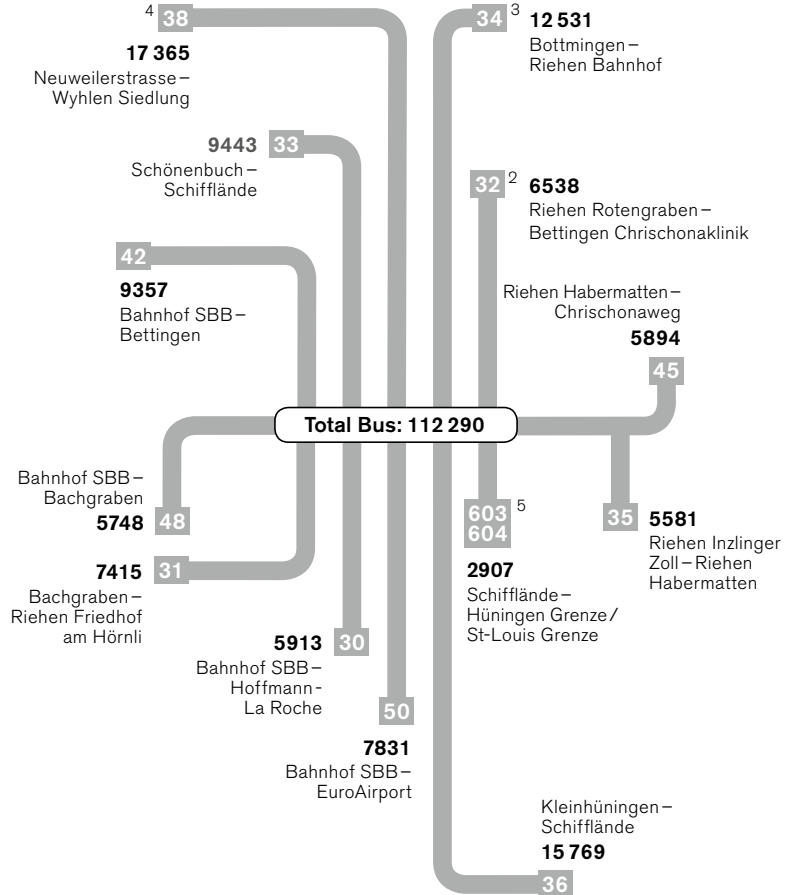 4 38
17 365
Neuweilerstrasse –
Wyhlen Siedlung
34 3 12 531
Bottmingen –
Riehen Bahnhof
9443 33
Schönenbuch –
Schifflände
32 2 6538
Riehen Rotengraben –
Bettingen Chrischonaklinik
42
9357
Bahnhof SBB –
Bettingen
Riehen Habermatten –
Chrischonaweg
5894
45
Total Bus: 112 290
Bahnhof SBB –
Bachgraben
5748 48
7415 31
Bachgraben –
Riehen Friedhof
am Hörnli
603 5
604
2907
Schifflände –
Hüningen Grenze /
St-Louis Grenze
35 5581
Riehen Inzlinger
Zoll – Riehen
Habermatten
5913 30
Bahnhof SBB –
Hoffmann-
La Roche
50
7831
Bahnhof SBB –
EuroAirport
Kleinhüningen –
Schifflände
15 769
36